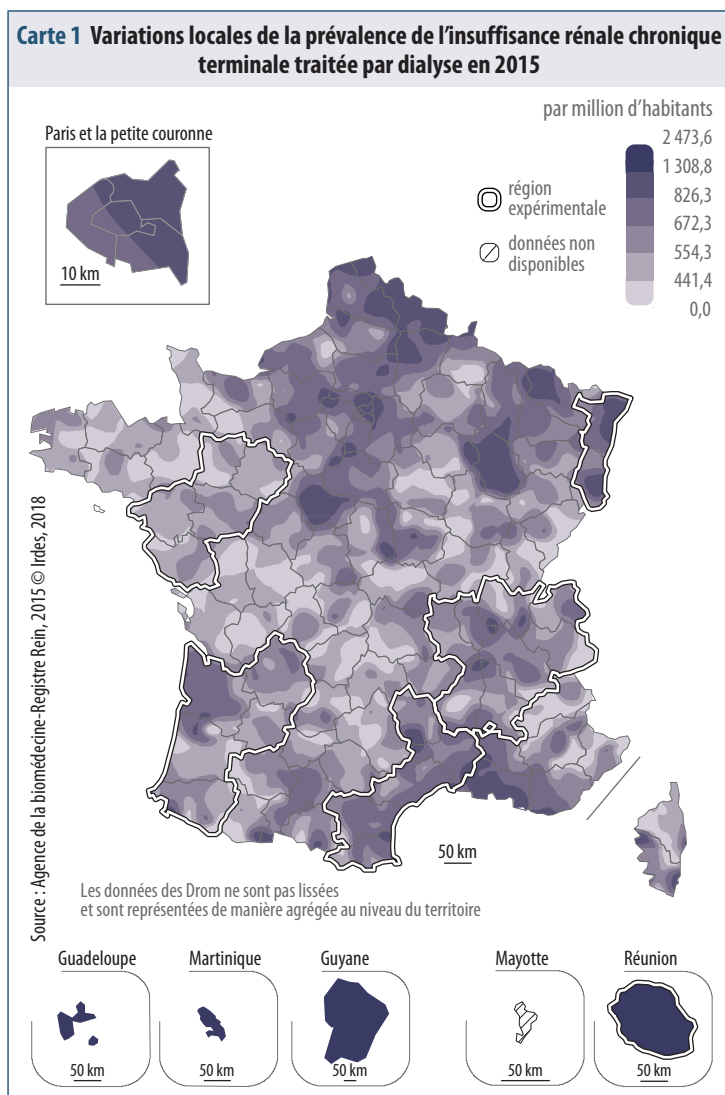 Carte 1 Variations locales de la prévalence de l'insuffisance rénale chronique
terminale traitée par dialyse en 2015
par million d'habitants
2 473,6
1 308,8
826,3
672,3
554,3
441,4
0,0
région
expérimentale
données non
disponibles
Paris et la petite couronne
10 km
Source : Agence de la biomédecine-Registre Rein, 2015 © Irdes, 2018
50 km
Les données des Drom ne sont pas lissées
et sont représentées de manière agrégée au niveau du territoire
Guadeloupe
50 km
Martinique
50 km
Guyane
50 km
Mayotte
50 km
Réunion
50 km